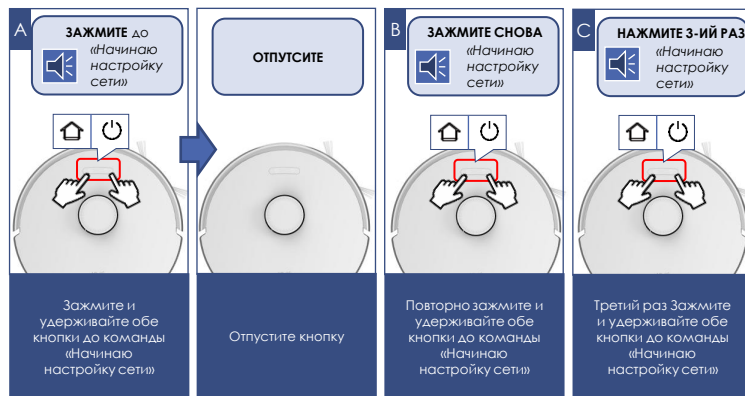 A
ЗАЖМИТЕ до
«Начинаю
настройку
сети»
Зажмите и
удерживайте обе
кнопки до команды
«Начинаю
настройку сети»
ОТПУТСИТЕ
Отпустите кнопку
B
ЗАЖМИТЕ СНОВА
«Начинаю
настройку
сети»
Повторно зажмите и
удерживайте обе
кнопки до команды
«Начинаю
настройку сети»
C
НАЖМИТЕ 3-ИЙ РАЗ
«Начинаю
настройку
сети»
Третий раз Зажмите
и удерживайте обе
кнопки до команды
«Начинаю
настройку сети»